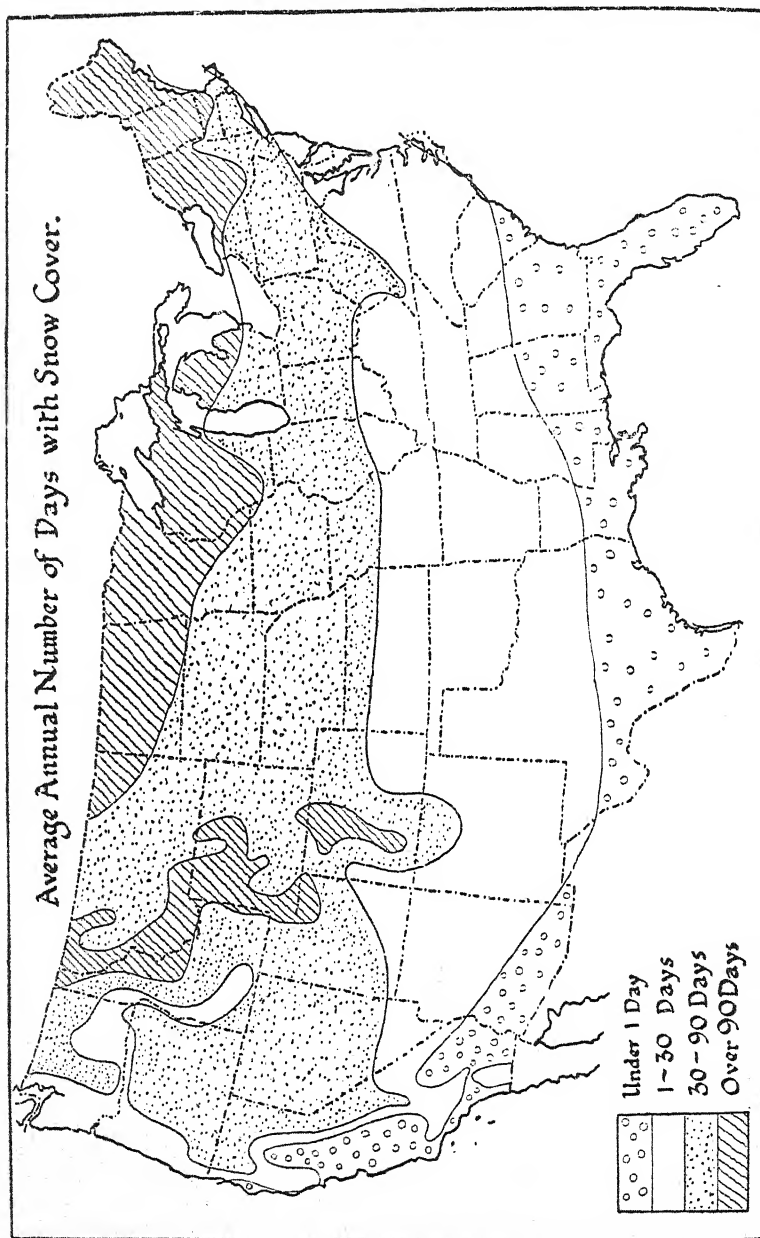 Average Annual Number of Days with Snow Cover.
Under 1 Day
1~30 Days
30-90 Days
Over 90 Days